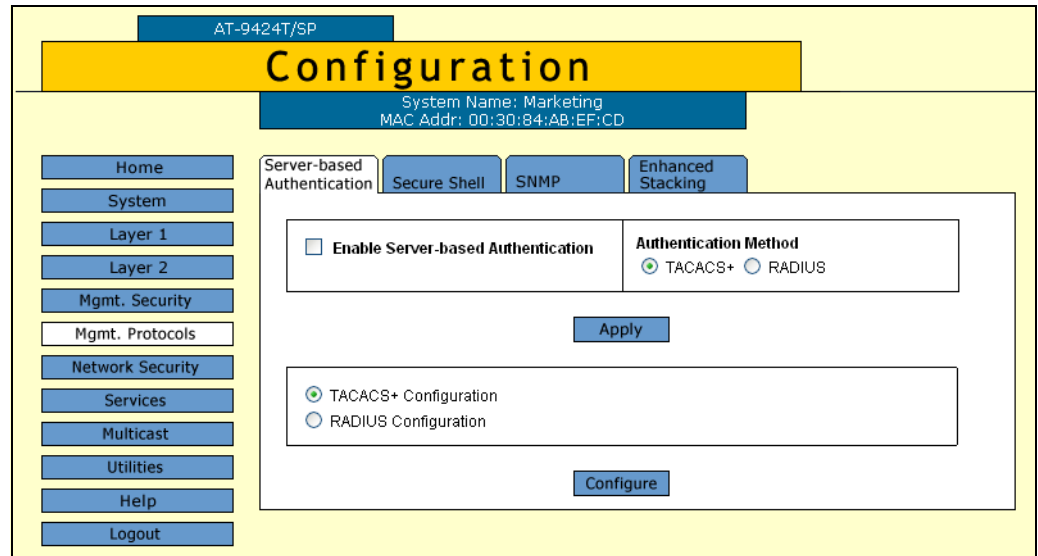 AT-9424T/SP
Configuration
System Name: Marketing
MAC Addr: 00:30:84:AB:EF:CD
Home
System
Layer 1
Layer 2
Mgmt. Security
Mgmt. Protocols
Network Security
Services
Multicast
Utilities
Help
Logout
Server-based
Authentication
Secure Shell
SNMP
Enhanced
Stacking
Enable Server-based Authentication
Authentication Method
TACACS+ RADIUS
Apply
TACACS+ Configuration
RADIUS Configuration
Configure